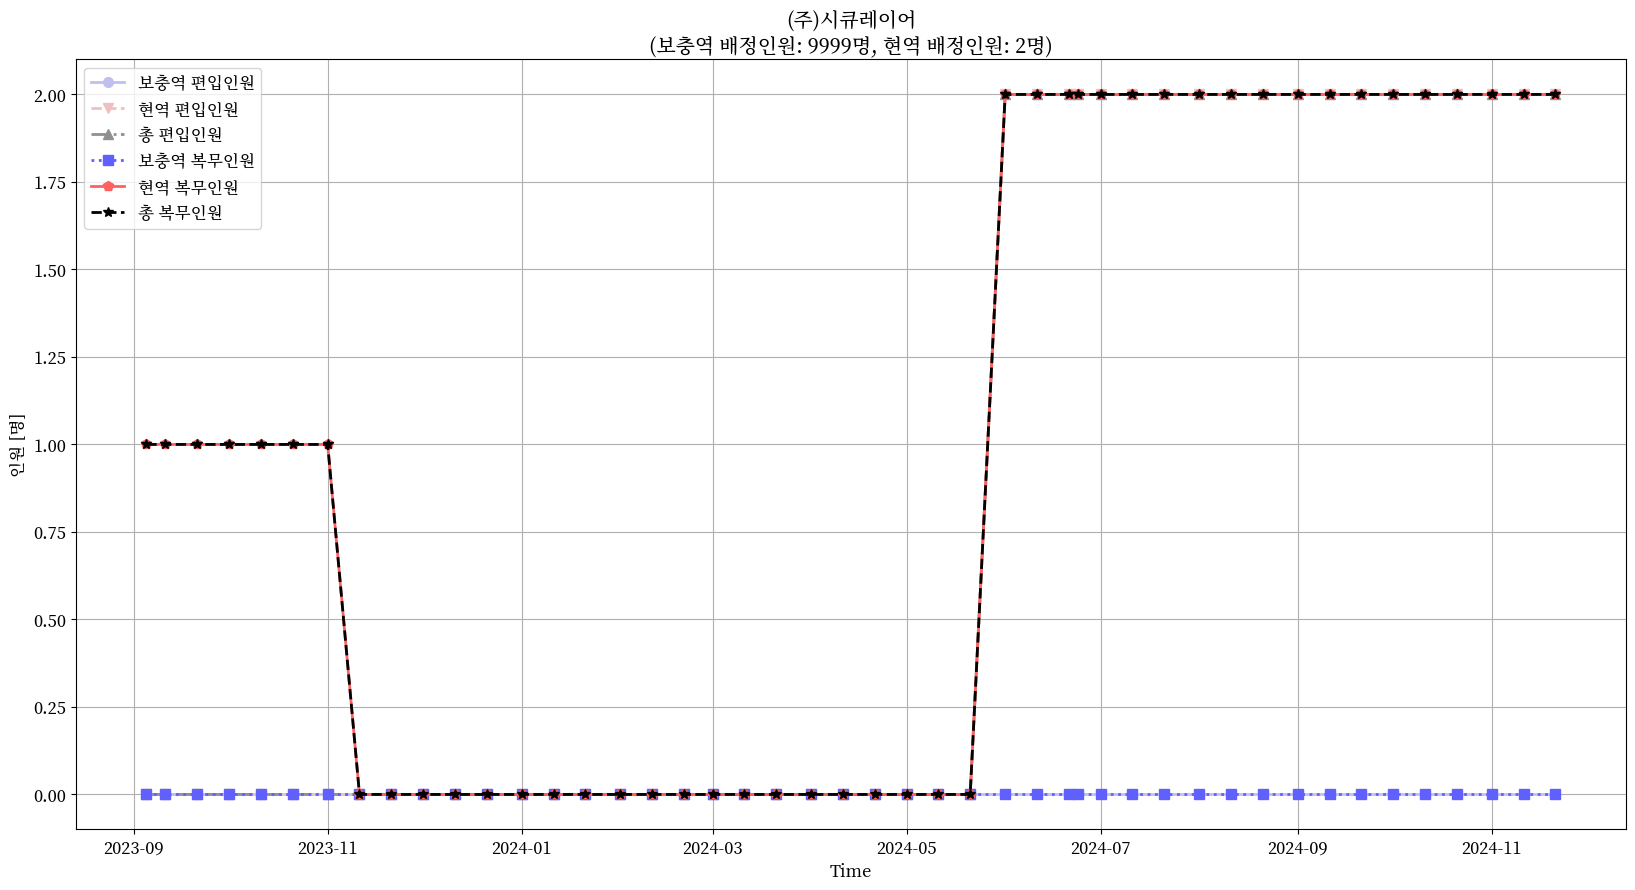 (주)시큐레이어
(보충역 배정인원: 9999명, 현역 배정인원: 2명)
보충역 편입인원
현역 편입인원
총 편입인원
보충역 복무인원
현역 복무인원
총 복무인원
인원 [명]
2.00
1.75
1.50
1.25
1.00
0.75
0.50
0.25
0.00
2023-09 2023-11 2024-01 2024-03 2024-05 2024-07 2024-09 2024-11
Time